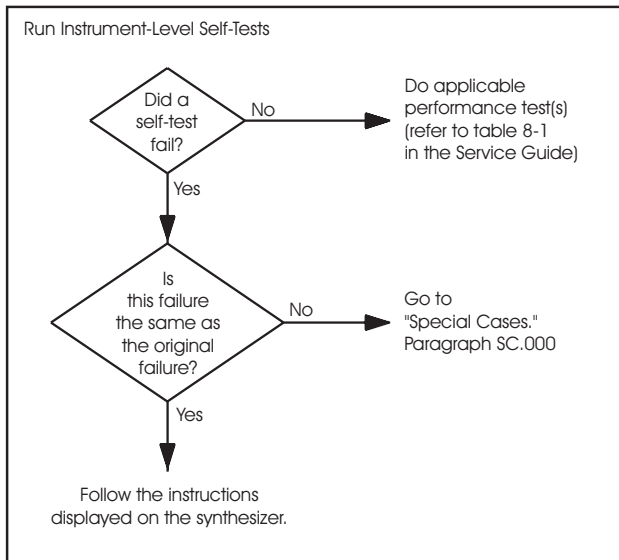 Run Instrument-Level Self-Tests
Did a
self-test
fail?
No
Do applicable
performance test(s)
(refer to table 8-1
in the Service Guide)
Yes
Is
this failure
the same as
the original
failure?
No
Go to
"Special Cases."
Paragraph SC.000
Yes
Follow the instructions
displayed on the synthesizer.